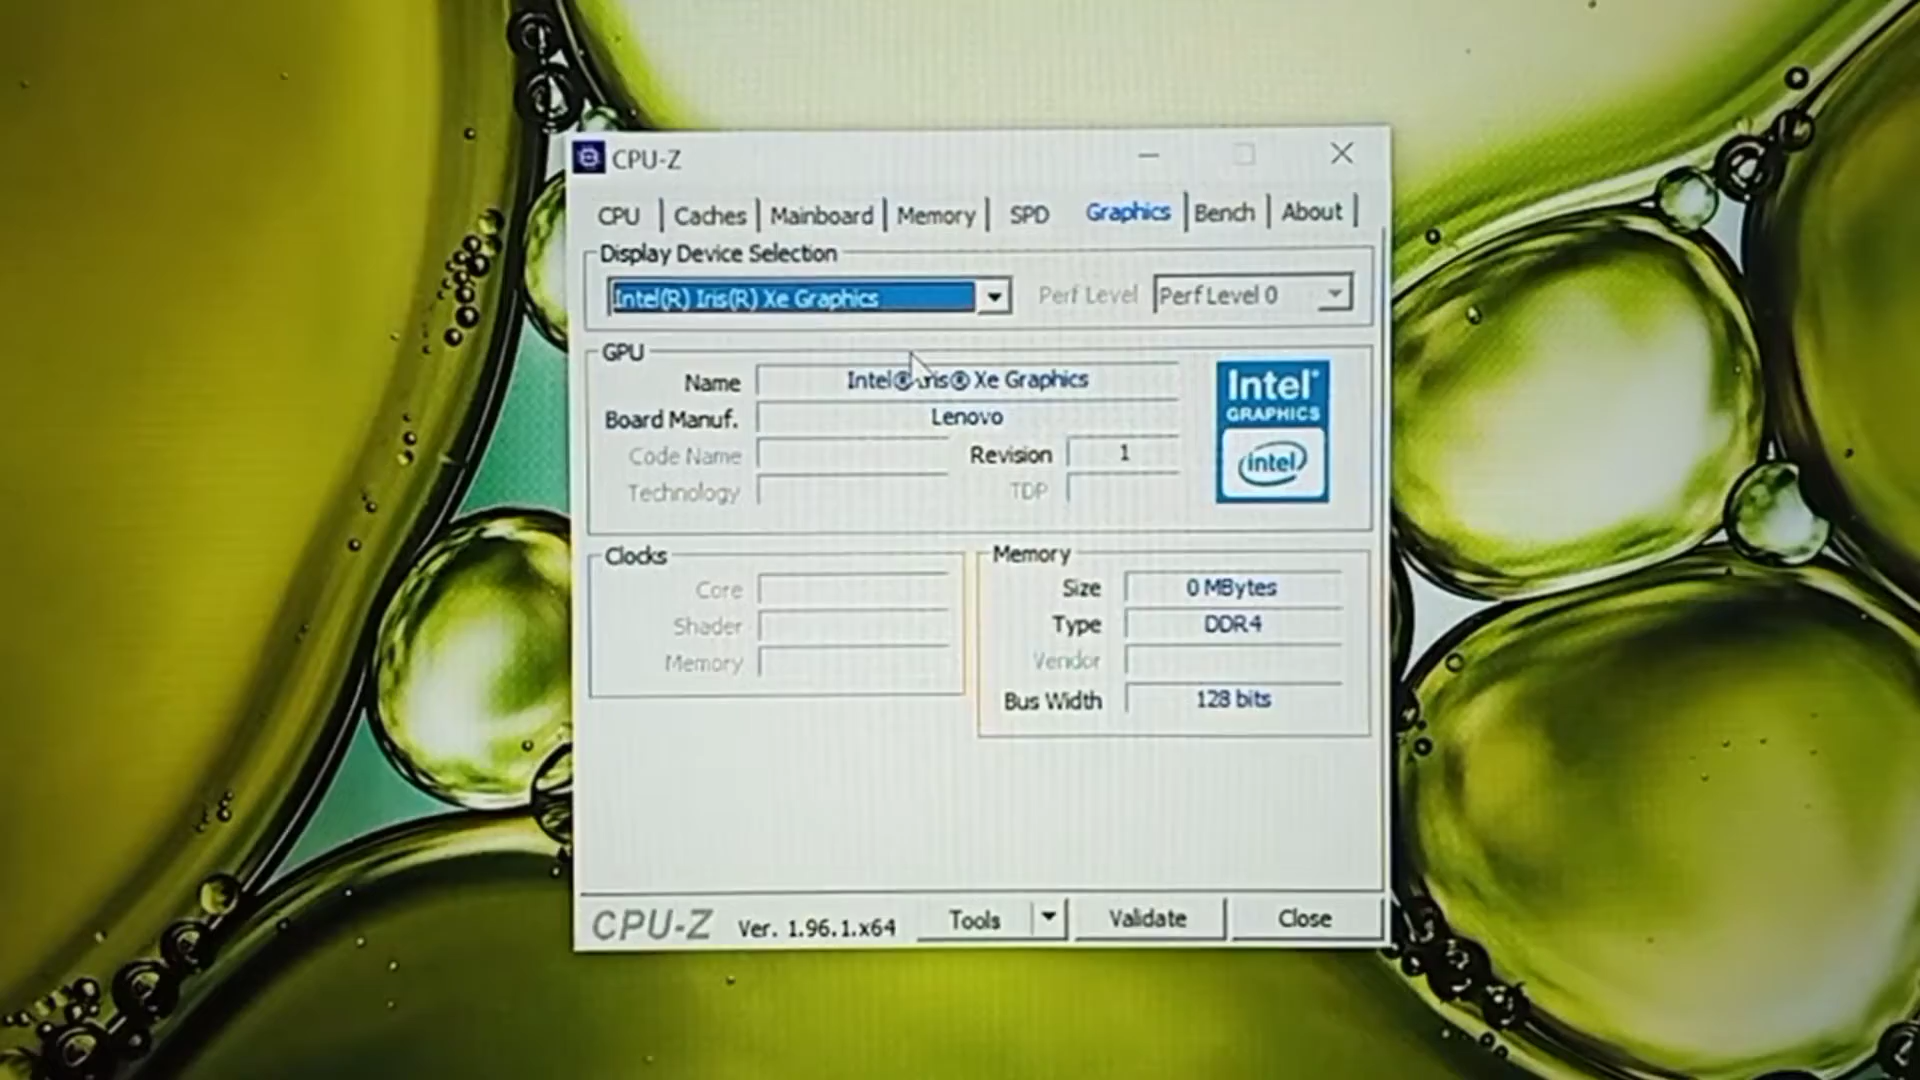 CPU-Z
CPU Caches Mainboard Memory SPD Graphics Bench About
Display Device Selection
Intel(R) Iris(R) Xe Graphics Perf Level Perf Level 0
GPU
Name Intel® Iris® Xe Graphics
Board Manuf. Lenovo
Code Name Revision 1
Technology TDP
Intel®
GRAPHICS
intel
Clocks
Core
Shader
Memory
Memory
Size 0 MBytes
Type DDR4
Vendor
Bus Width 128 bits
CPU-Z Ver. 1.96.1.x64 Tools Validate Close